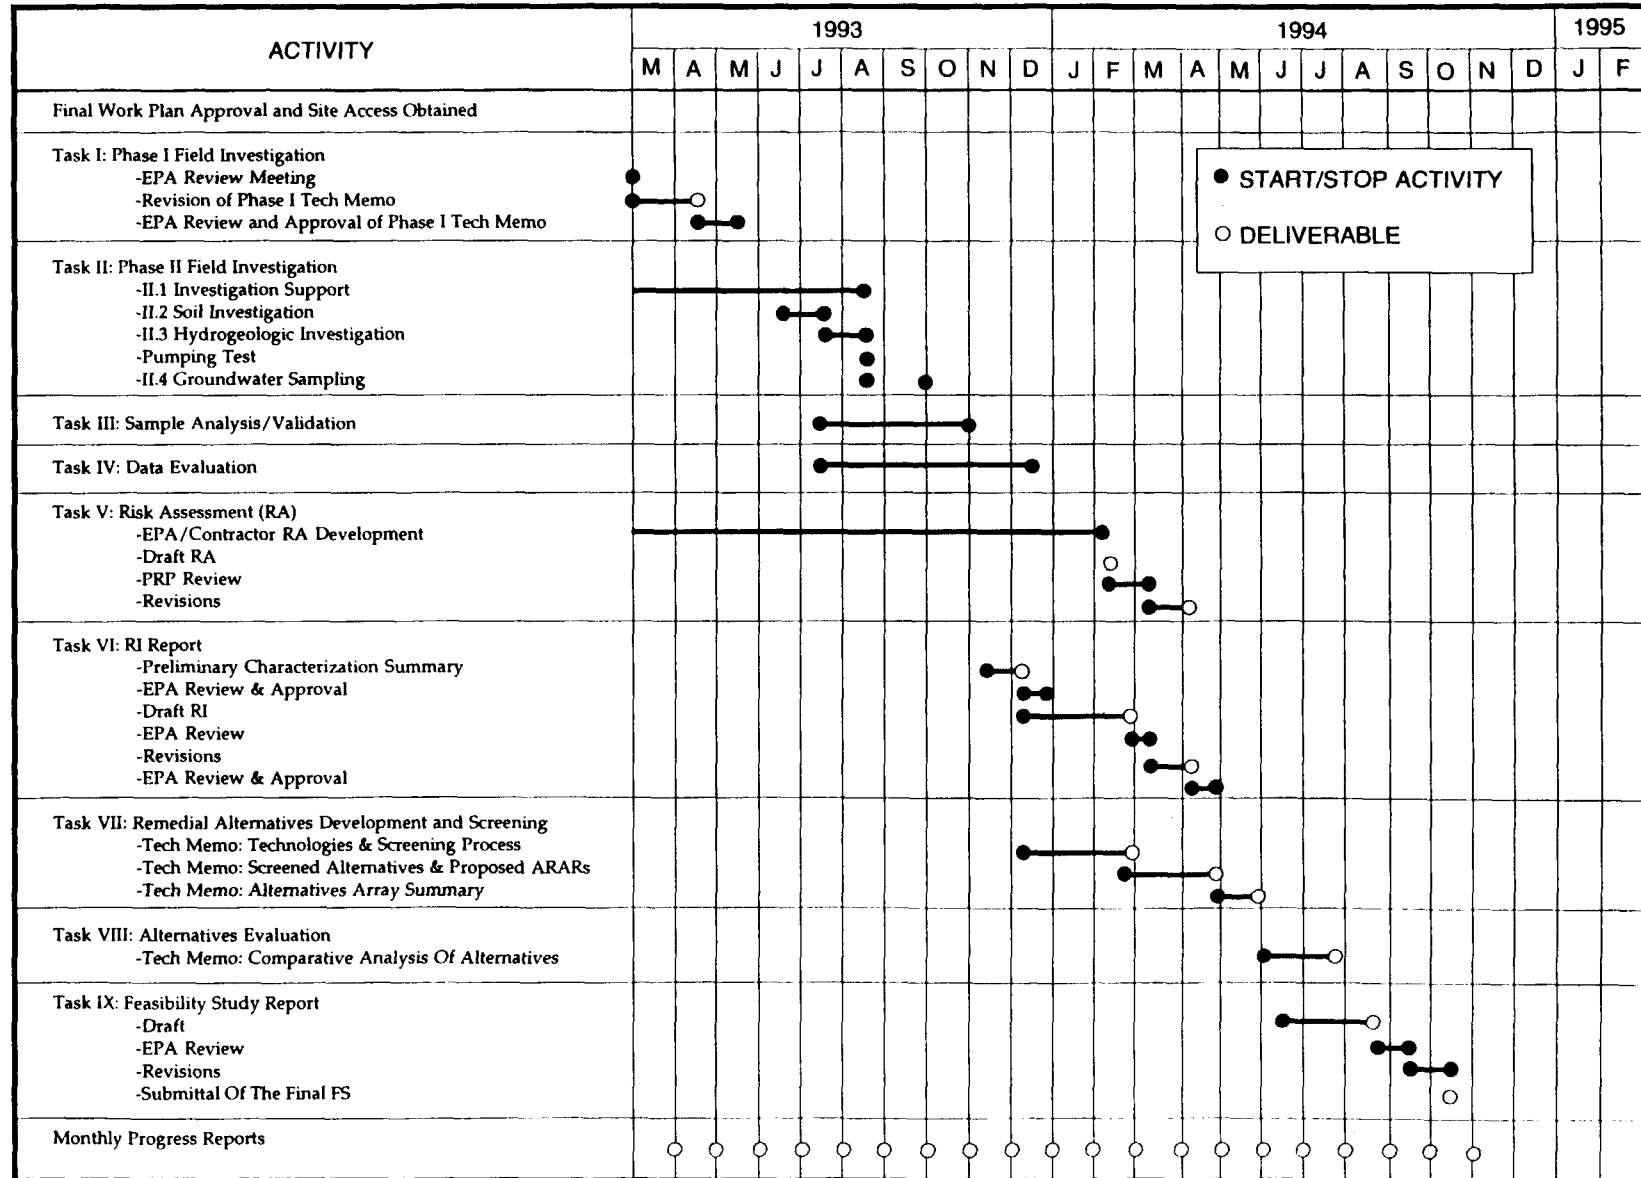 ACTIVITY
1993 1994 1995
M A M J J A S O N D J F M A M J J A S O N D J F
Final Work Plan Approval and Site Access Obtained
Task I: Phase I Field Investigation
-EPA Review Meeting
-Revision of Phase I Tech Memo
-EPA Review and Approval of Phase I Tech Memo
START/STOP ACTIVITY
DELIVERABLE
Task II: Phase II Field Investigation
-II.1 Investigation Support
-II.2 Soil Investigation
-II.3 Hydrogeologic Investigation
-Pumping Test
-II.4 Groundwater Sampling
Task III: Sample Analysis/Validation
Task IV: Data Evaluation
Task V: Risk Assessment (RA)
-EPA/Contractor RA Development
-Draft RA
-PRP Review
-Revisions
Task VI: RI Report
-Preliminary Characterization Summary
-EPA Review & Approval
-Draft RI
-EPA Review
-Revisions
-EPA Review & Approval
Task VII: Remedial Alternatives Development and Screening
-Tech Memo: Technologies & Screening Process
-Tech Memo: Screened Alternatives & Proposed ARARs
-Tech Memo: Alternatives Array Summary
Task VIII: Alternatives Evaluation
-Tech Memo: Comparative Analysis Of Alternatives
Task IX: Feasibility Study Report
-Draft
-EPA Review
-Revisions
-Submittal Of The Final FS
Monthly Progress Reports